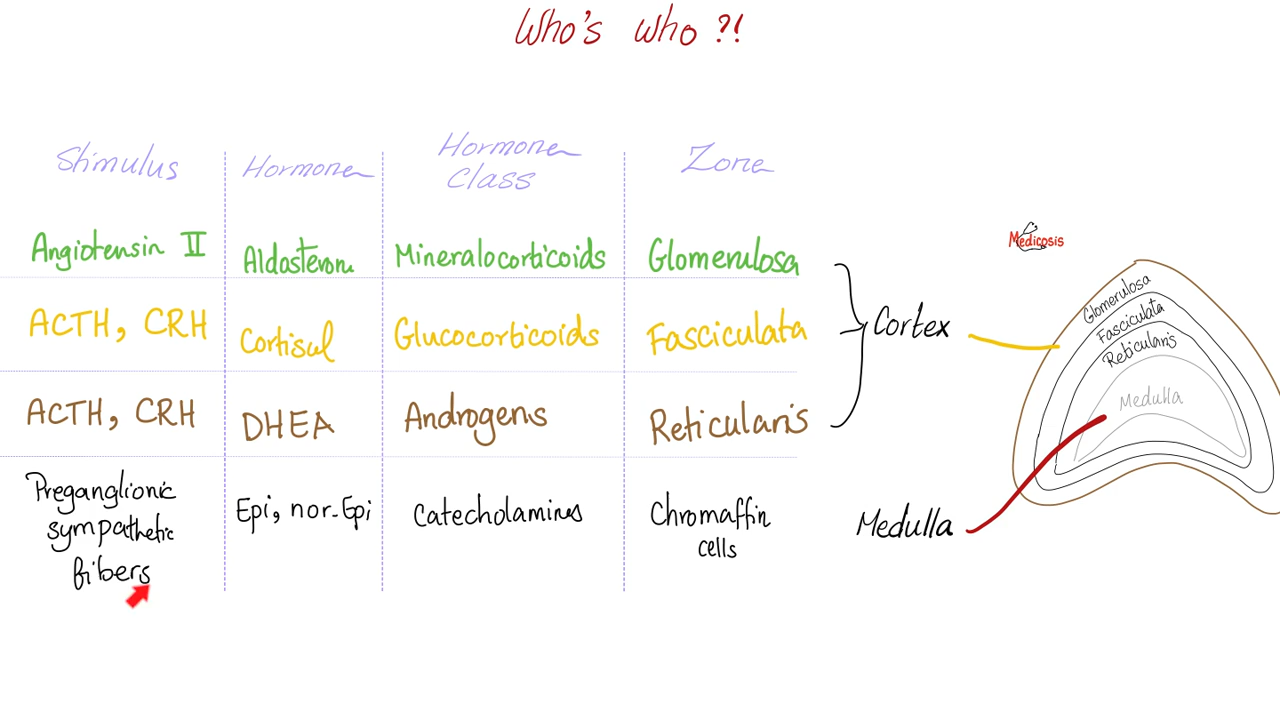 Who's who ?!
Stimulus
Hormone
Hormone
Class
Zone
Angiotensin II
Aldosterone
Mineralocorticoids
Glomerulosa
ACTH, CRH
Cortisol
Glucocorticoids
Fasciculata
ACTH, CRH
DHEA
Androgens
Reticularis
Preganglionic
sympathetic
fibers
Epi, nor-Epi
Catecholamines
Chromaffin
cells
Cortex
Medulla
Medicosis
Glomerulosa
Fasciculata
Reticularis
Medulla